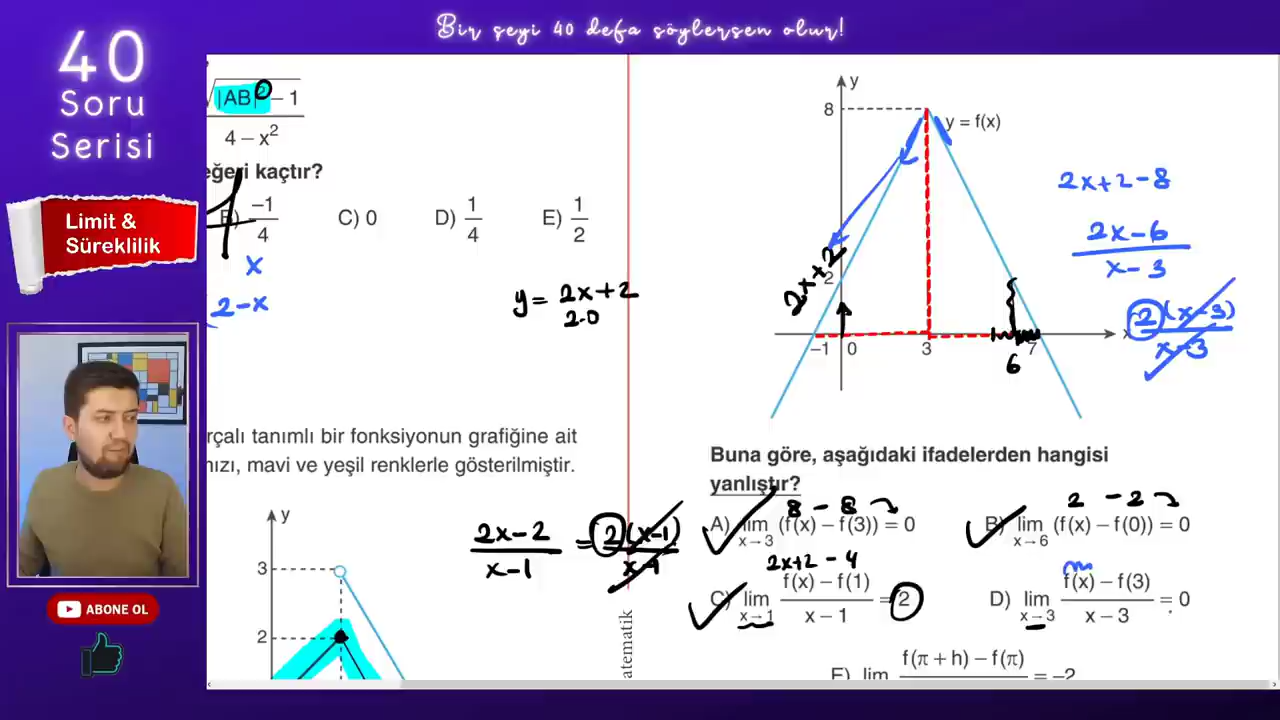 Bir şeyi 40 defa söylersen olur!
40
Soru
Serisi
Limit &
Süreklilik
ABONE OL
√|AB|² − 1
4 − x²
eğeri kaçtır?
B) −1/4 C) 0 D) 1/4 E) 1/2
x
2-x
y = 2x+2
2.0
rçalı tanımlı bir fonksiyonun grafiğine ait
mızı, mavi ve yeşil renklerle gösterilmiştir.
y
3
2
2x-2 / x-1 = 2(x-1) / x-1
atematik
y
8
y = f(x)
2x+2
2
−1 0 3 7 x
6
2x+2-8
2x-6 / x-3
2(x-3) / x-3
Buna göre, aşağıdaki ifadelerden hangisi
yanlıştır?
8 - 8
A) lim x→3 (f(x) − f(3)) = 0
2 - 2
B) lim x→6 (f(x) − f(0)) = 0
2x+2-4
C) lim x→1 f(x) − f(1) / x − 1 = 2
D) lim x→3 f(x) − f(3) / x − 3 = 0
E) lim f(π + h) − f(π) = −2